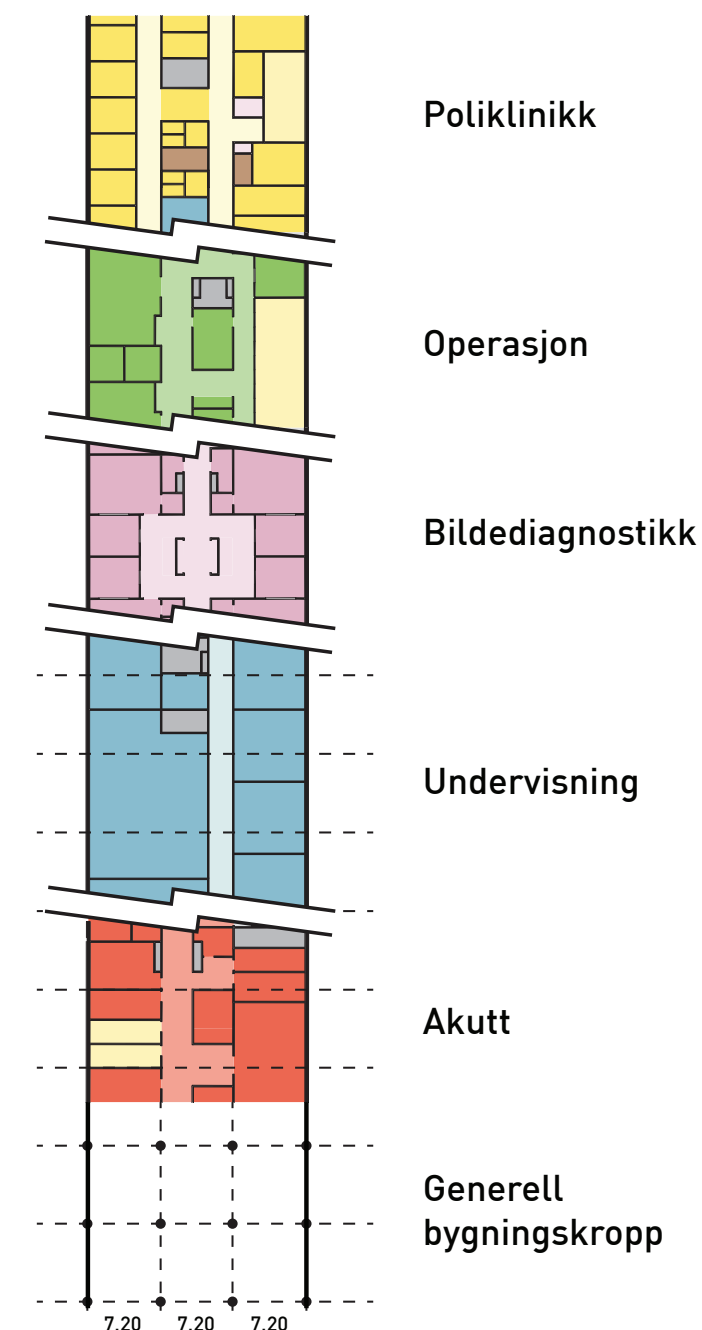 Poliklinikk
Operasjon
Bildediagnostikk
Undervisning
Akutt
Generell
bygningskropp
7.20 7.20 7.20